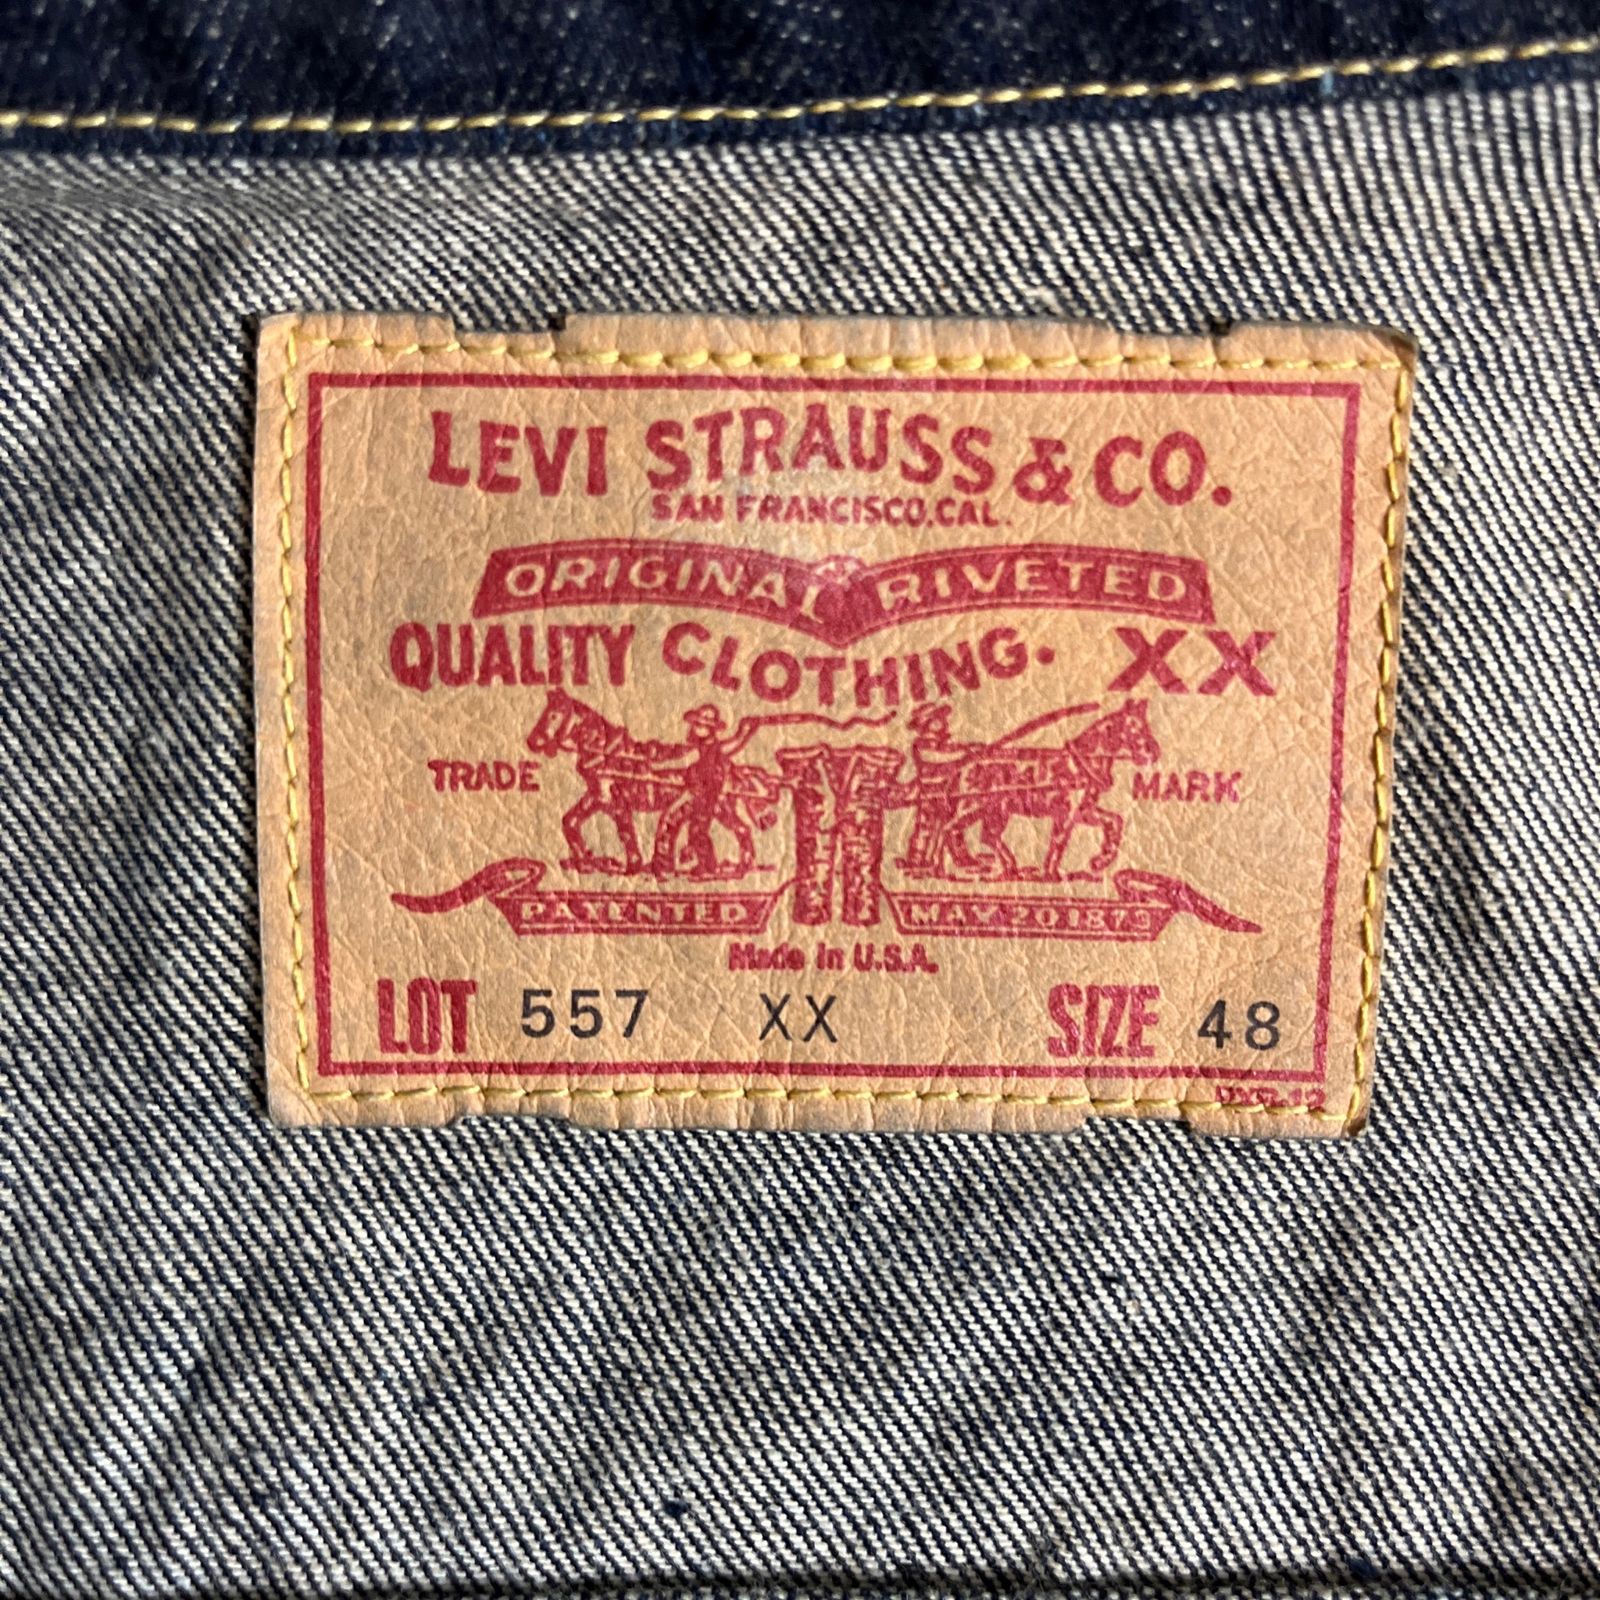 LEVI STRAUSS & CO.
SAN FRANCISCO, CAL.
ORIGINAL RIVETED
QUALITY CLOTHING. XX
TRADE MARK
PATENTED MAY 20 1873
Made in U.S.A.
LOT 557 XX SIZE 48